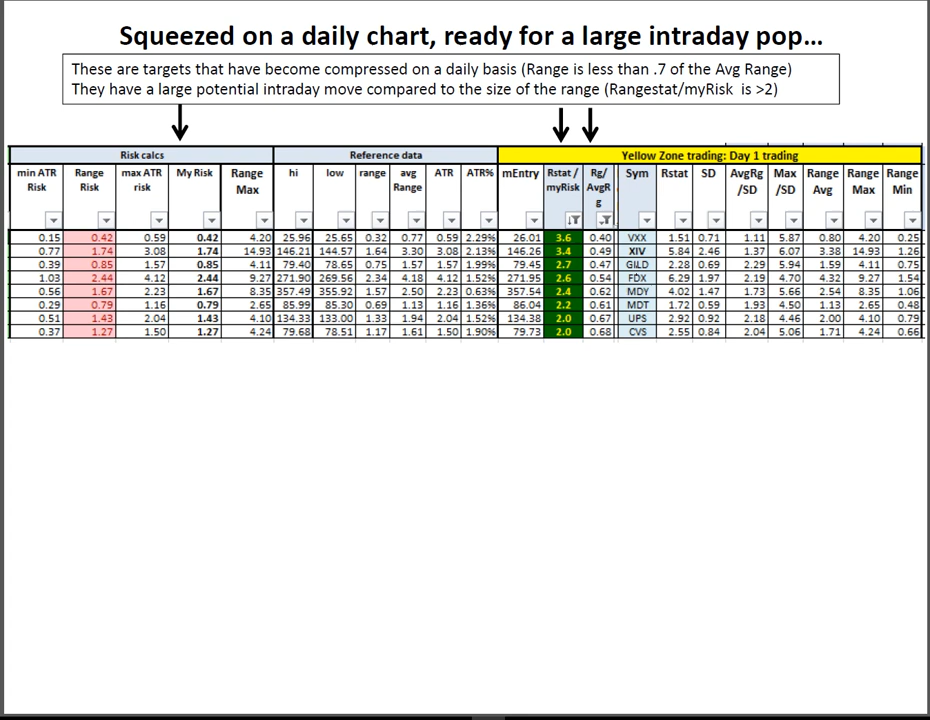 Squeezed on a daily chart, ready for a large intraday pop...
These are targets that have become compressed on a daily basis (Range is less than .7 of the Avg Range)
They have a large potential intraday move compared to the size of the range (Rangestat/myRisk is >2)
Risk calcs Reference data Yellow Zone trading: Day 1 trading
min ATR Risk Range Risk max ATR risk My Risk Range Max hi low range avg Range ATR ATR% mEntry Rstat / myRisk Rg/ AvgR g Sym Rstat SD AvgRg /SD Max /SD Range Avg Range Max Range Min
0.15 0.42 0.59 0.42 4.20 25.96 25.65 0.32 0.77 0.59 2.29% 26.01 3.6 0.40 VXX 1.51 0.71 1.11 5.87 0.80 4.20 0.25
0.77 1.74 3.08 1.74 14.93 146.21 144.57 1.64 3.30 3.08 2.13% 146.26 3.4 0.49 XIV 5.84 2.46 1.37 6.07 3.38 14.93 1.26
0.39 0.85 1.57 0.85 4.11 79.40 78.65 0.75 1.57 1.57 1.99% 79.45 2.7 0.47 GILD 2.28 0.69 2.29 5.94 1.59 4.11 0.75
1.03 2.44 4.12 2.44 9.27 271.90 269.56 2.34 4.18 4.12 1.52% 271.95 2.6 0.54 FDX 6.29 1.97 2.19 4.70 4.32 9.27 1.54
0.56 1.67 2.23 1.67 8.35 357.49 355.92 1.57 2.50 2.23 0.63% 357.54 2.4 0.62 MDY 4.02 1.47 1.73 5.66 2.54 8.35 1.06
0.29 0.79 1.16 0.79 2.65 85.99 85.30 0.69 1.13 1.16 1.36% 86.04 2.2 0.61 MDT 1.72 0.59 1.93 4.50 1.13 2.65 0.48
0.51 1.43 2.04 1.43 4.10 134.33 133.00 1.33 1.94 2.04 1.52% 134.38 2.0 0.67 UPS 2.92 0.92 2.18 4.46 2.00 4.10 0.79
0.37 1.27 1.50 1.27 4.24 79.68 78.51 1.17 1.61 1.50 1.90% 79.73 2.0 0.68 CVS 2.55 0.84 2.04 5.06 1.71 4.24 0.66